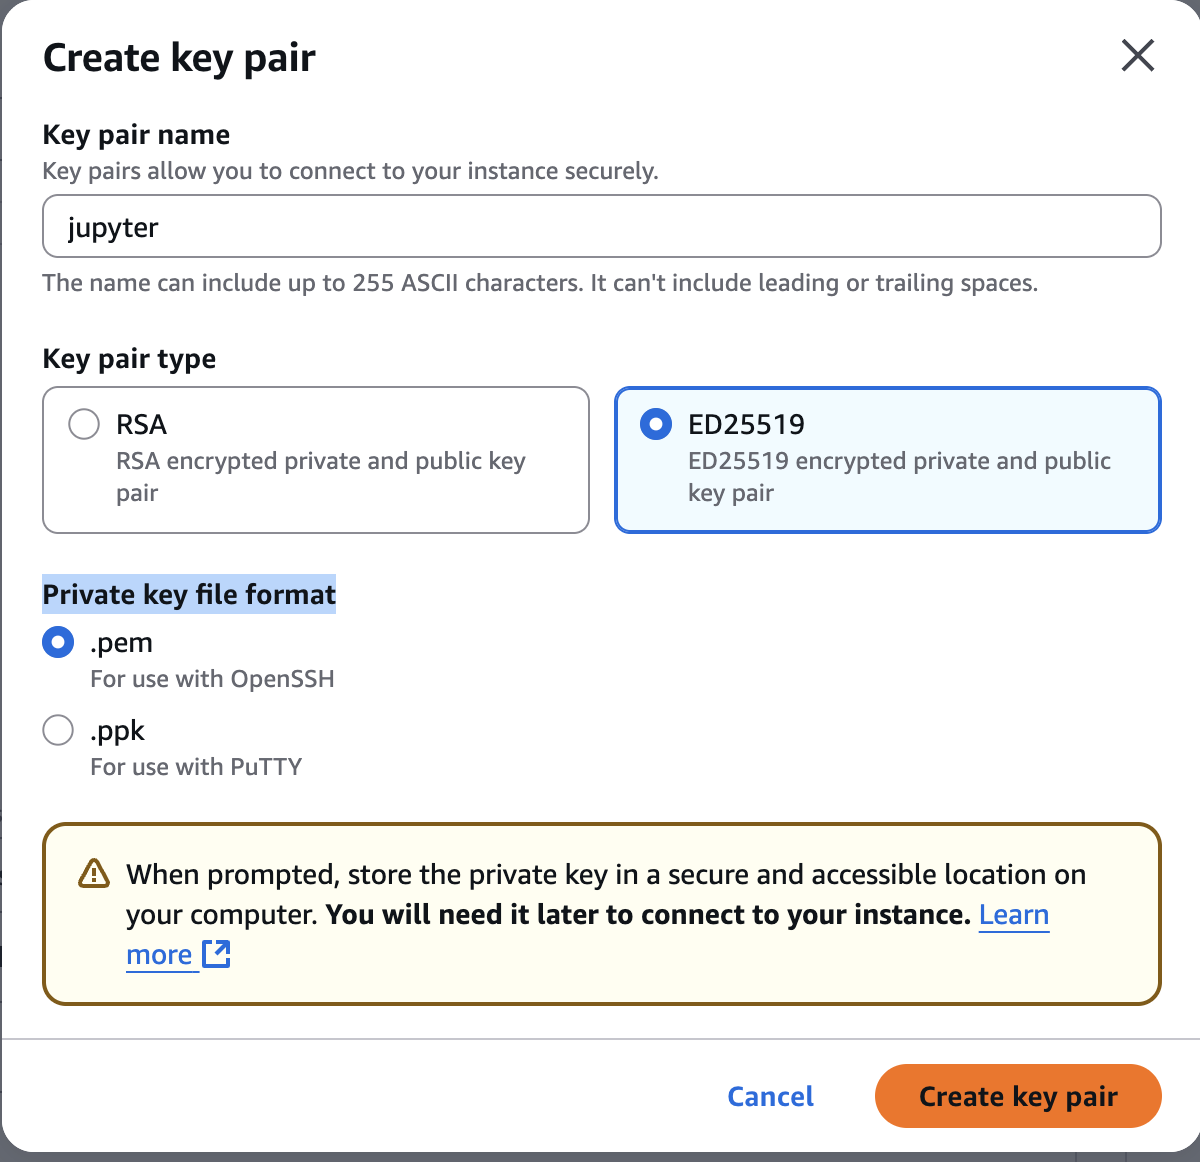 Create key pair
Key pair name
Key pairs allow you to connect to your instance securely.
jupyter
The name can include up to 255 ASCII characters. It can't include leading or trailing spaces.
Key pair type
RSA
RSA encrypted private and public key
pair
ED25519
ED25519 encrypted private and public
key pair
Private key file format
.pem
For use with OpenSSH
.ppk
For use with PuTTY
When prompted, store the private key in a secure and accessible location on
your computer. You will need it later to connect to your instance. Learn
more
Cancel
Create key pair